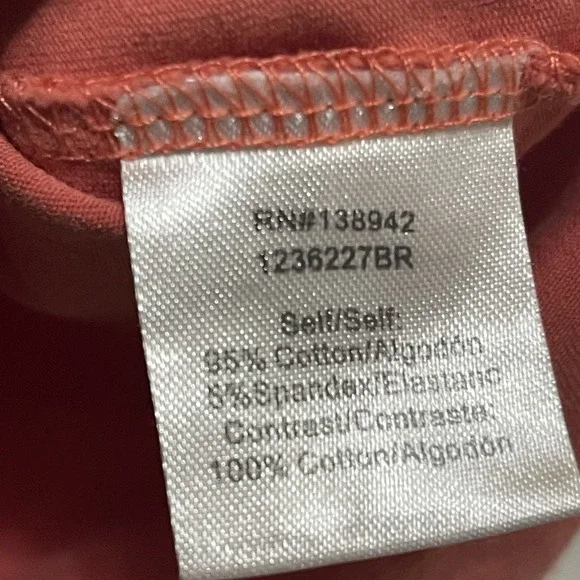 RN#138942
1236227BR
Self/Self:
95% Cotton/Algodón
5%Spandex/Elastano
Contrast/Contraste:
100% Cotton/Algodón